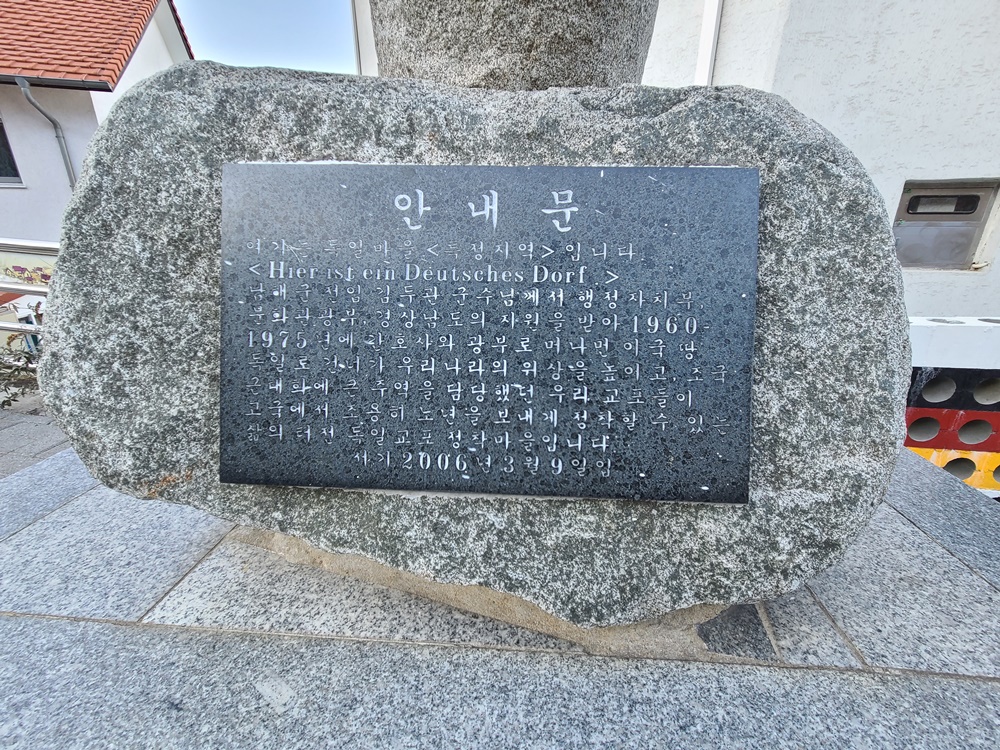 안내문
여기는 독일마을 <특정지역> 입니다.
< Hier ist ein Deutsches Dorf >
남해군 전임 김두관 군수님께서 행정자치부
문화관광부, 경상남도의 지원을 받아 1960-
1975년에 간호사와 광부로 머나먼 이국 땅
독일로 건너가 우리나라의 위상을 높이고, 조국
근대화에 큰 주역을 담당했던 우리 교포들이
고국에서 조용히 노년을 보내게 정착할 수 있는
삶의 터전 독일교포 정착마을입니다.
서기 2006년 3월 9일